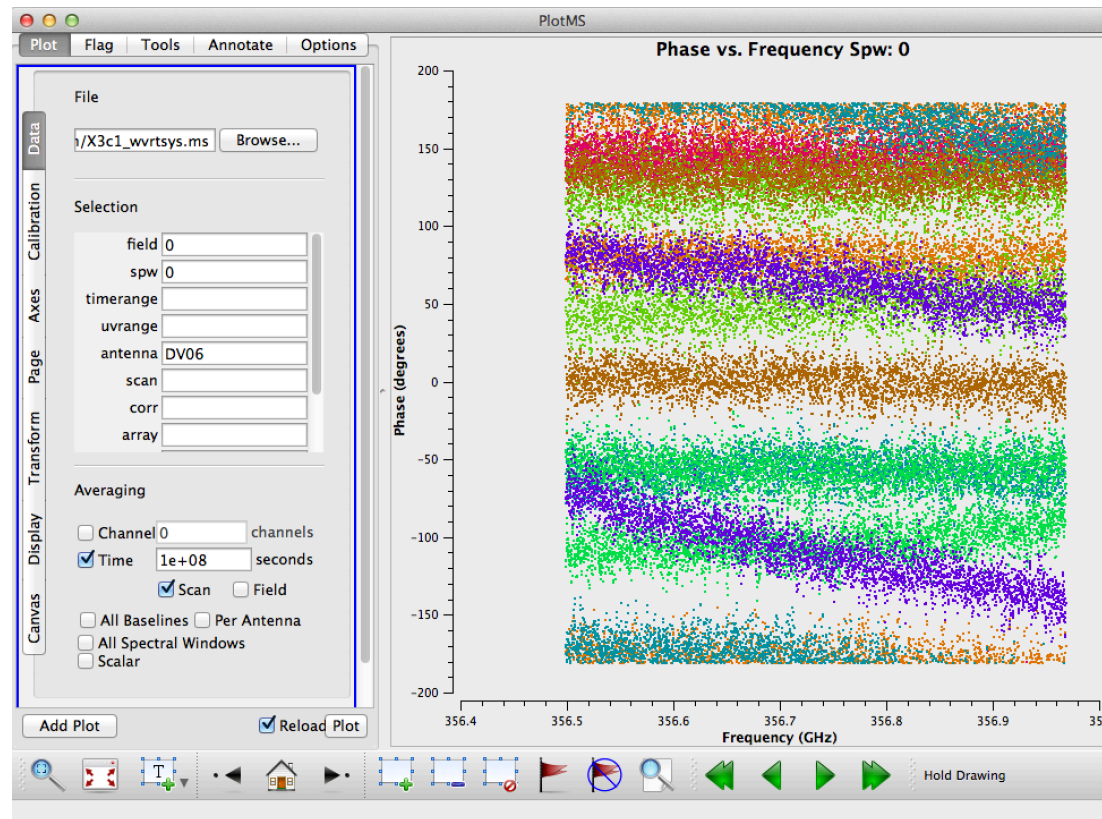 PlotMS
Plot Flag Tools Annotate Options
File
ı/X3c1_wvrtsys.ms Browse...
Selection
field 0
spw 0
timerange
uvrange
antenna DV06
scan
corr
array
Averaging
Channel 0 channels
Time 1e+08 seconds
Scan Field
All Baselines Per Antenna
All Spectral Windows
Scalar
Data
Calibration
Axes
Page
Transform
Display
Canvas
Add Plot Reload Plot
Phase vs. Frequency Spw: 0
Phase (degrees)
200
150
100
50
0
-50
-100
-150
-200
356.4 356.5 356.6 356.7 356.8 356.9 35
Frequency (GHz)
T
Hold Drawing